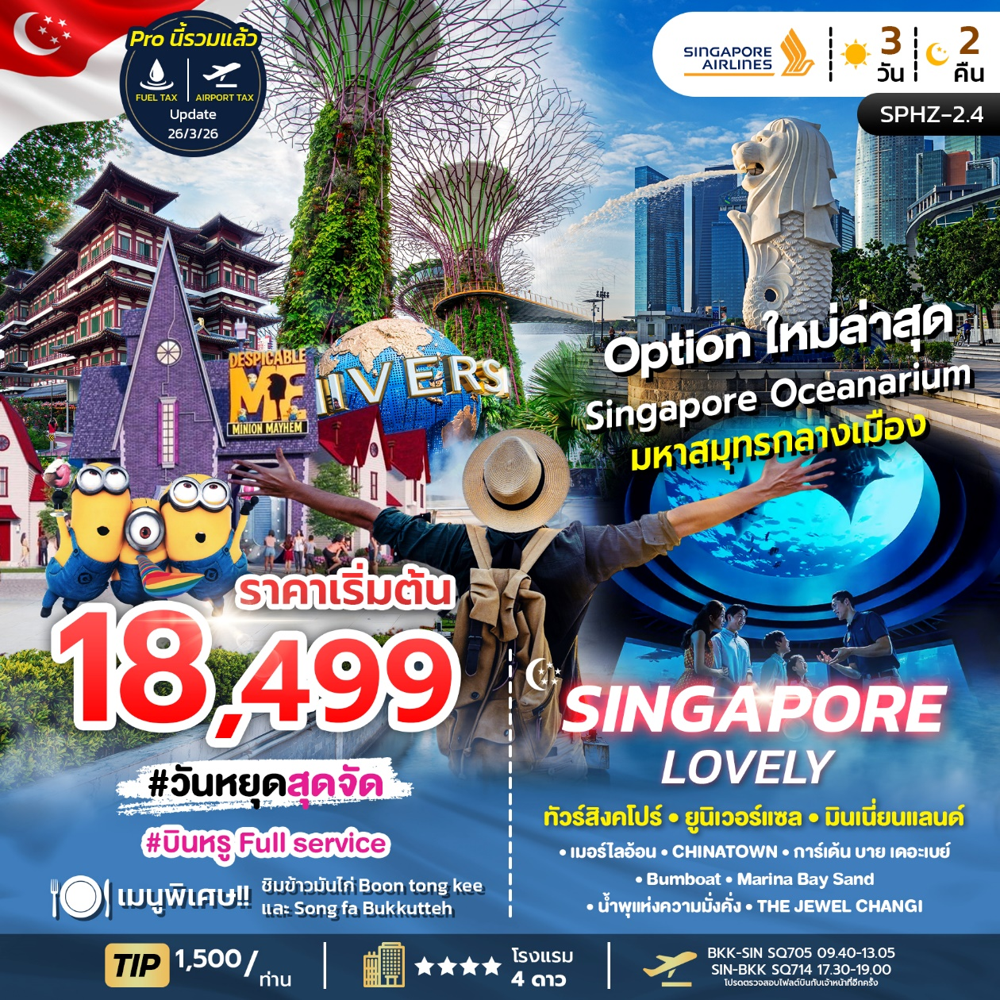 Pro นี้รวมแล้ว
FUEL TAX
AIRPORT TAX
Update
26/3/26
SINGAPORE
AIRLINES
3
วัน
2
คืน
SPHZ-2.4
Option ใหม่ล่าสุด
Singapore Oceanarium
มหาสมุทรกลางเมือง
DESPICABLE
ME
MINION MAYHEM
IVERS
ราคาเริ่มต้น
18,499
#วันหยุดสุดจัด
#บินหรู Full service
เมนูพิเศษ!!
ชิมข้าวมันไก่ Boon tong kee
และ Song fa Bukkutteh
SINGAPORE
LOVELY
ทัวร์สิงคโปร์ • ยูนิเวอร์แซล • มินเนี่ยนแลนด์
• เมอร์ไลอ้อน • CHINATOWN • การ์เด้น บาย เดอะเบย์
• Bumboat • Marina Bay Sand
• น้ำพุแห่งความมั่งคั่ง • THE JEWEL CHANGI
TIP
1,500/
ท่าน
โรงแรม
4 ดาว
BKK-SIN SQ705 09.40-13.05
SIN-BKK SQ714 17.30-19.00
โปรดตรวจสอบไฟลต์บินกับเจ้าหน้าที่อีกครั้ง